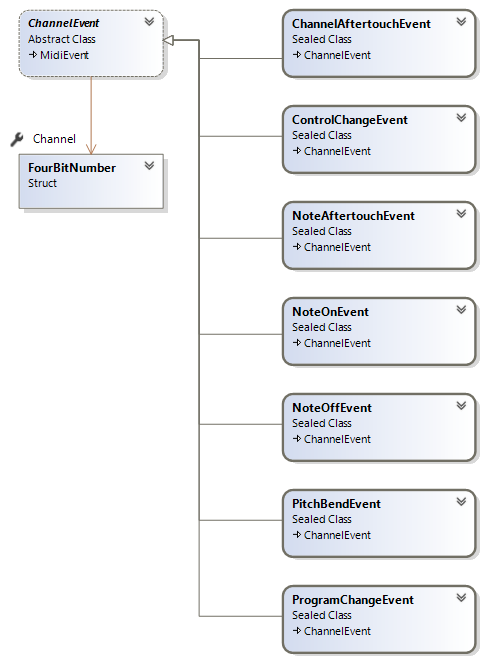 ChannelEvent
Abstract Class
MidiEvent
Channel
FourBitNumber
Struct
ChannelAftertouchEvent
Sealed Class
ChannelEvent
ControlChangeEvent
Sealed Class
ChannelEvent
NoteAftertouchEvent
Sealed Class
ChannelEvent
NoteOnEvent
Sealed Class
ChannelEvent
NoteOffEvent
Sealed Class
ChannelEvent
PitchBendEvent
Sealed Class
ChannelEvent
ProgramChangeEvent
Sealed Class
ChannelEvent